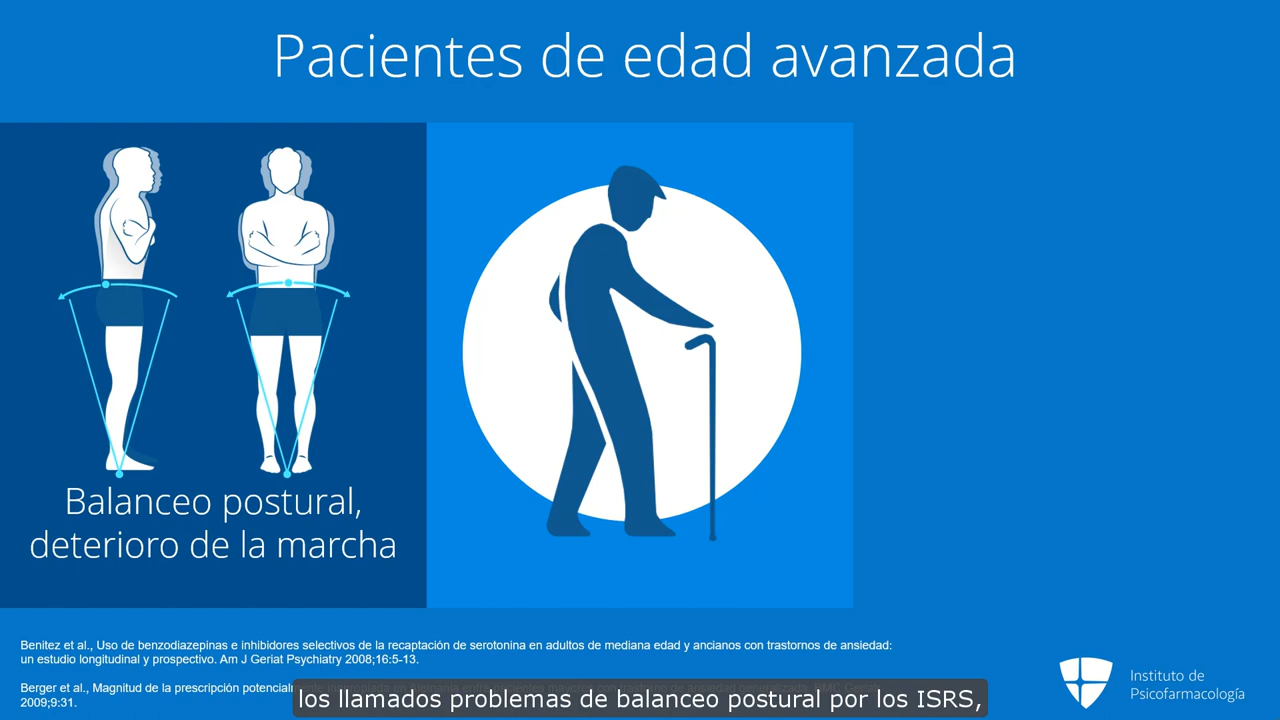 Pacientes de edad avanzada
Balanceo postural,
deterioro de la marcha
Benitez et al., Uso de benzodiazepinas e inhibidores selectivos de la recaptación de serotonina en adultos de mediana edad y ancianos con trastornos de ansiedad:
un estudio longitudinal y prospectivo. Am J Geriat Psychiatry 2008;16:5-13.
Berger et al., Magnitud de la prescripción
2009;9:31.
los llamados problemas de balanceo postural por los ISRS,
Instituto de
Psicofarmacología